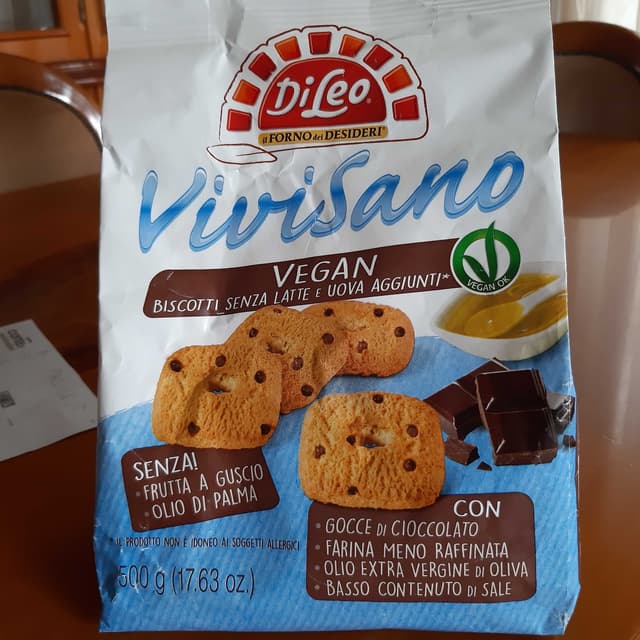 DiLeo
il FORNO dei DESIDERI
ViviSano
VEGAN
BISCOTTI SENZA LATTE E UOVA AGGIUNTI*
VEGAN OK
SENZA!
• FRUTTA A GUSCIO
• OLIO DI PALMA
* IL PRODOTTO NON È IDONEO AI SOGGETTI ALLERGICI
500 g (17.63 oz.)
CON
• GOCCE DI CIOCCOLATO
• FARINA MENO RAFFINATA
• OLIO EXTRA VERGINE DI OLIVA
• BASSO CONTENUTO DI SALE